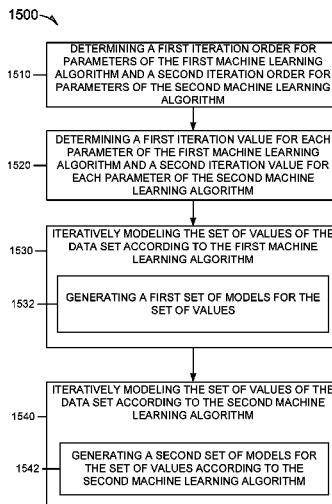 1500
DETERMINING A FIRST ITERATION ORDER FOR
PARAMETERS OF THE FIRST MACHINE LEARNING
1510
ALGORITHM AND A SECOND ITERATION ORDER FOR
PARAMETERS OF THE SECOND MACHINE LEARNING
ALGORITHM
DETERMINING A FIRST ITERATION VALUE FOR EACH
PARAMETER OF THE FIRST MACHINE LEARNING
1520
ALGORITHM AND A SECOND ITERATION VALUE FOR
EACH PARAMETER OF THE SECOND MACHINE
LEARNING ALGORITHM
ITERATIVELY MODELING THE SET OF VALUES OF THE
1530
DATA SET ACCORDING TO THE FIRST MACHINE
LEARNING ALGORITHM
1532
GENERATING A FIRST SET OF MODELS FOR THE
SET OF VALUES
ITERATIVELY MODELING THE SET OF VALUES OF THE
DATA SET ACCORDING TO THE SECOND MACHINE
1540
LEARNING ALGORITHM
GENERATING A SECOND SET OF MODELS FOR
1542
THE SET OF VALUES ACCORDING TO THE
SECOND MACHINE LEARNING ALGORITHM